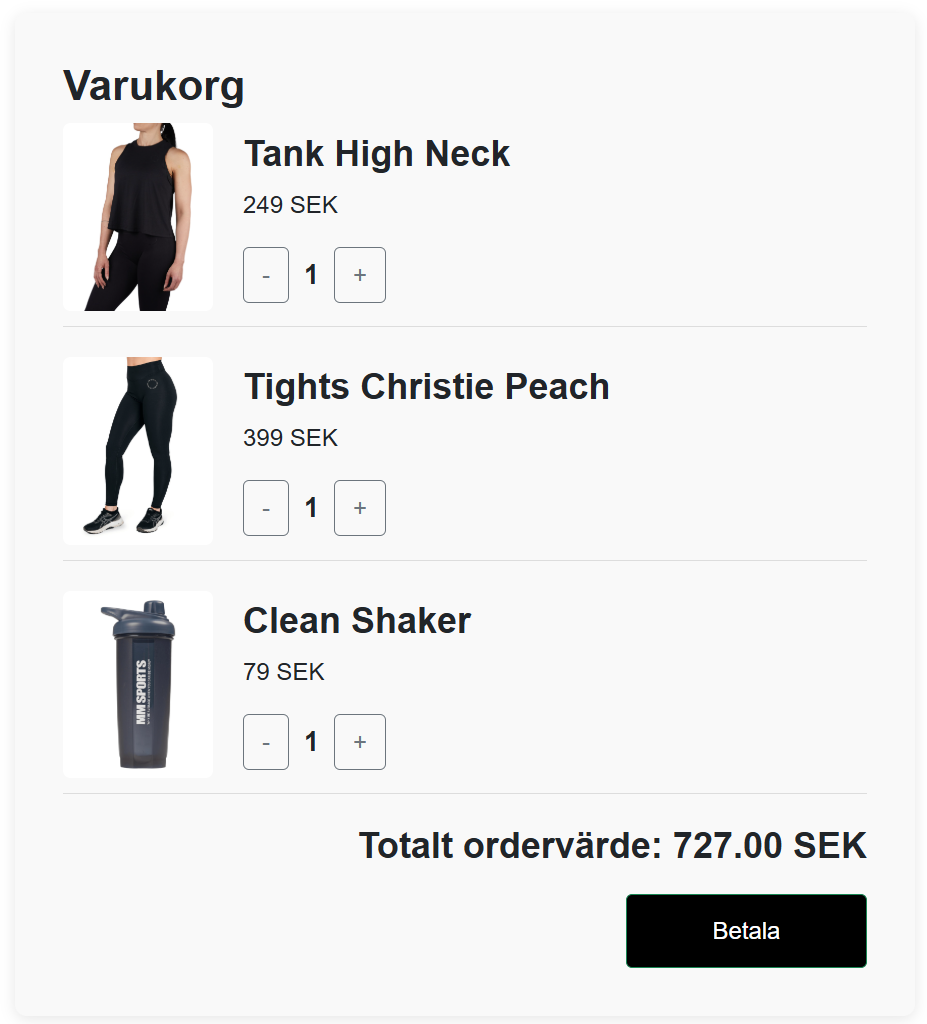 Varukorg
Tank High Neck
249 SEK
- 1 +
Tights Christie Peach
399 SEK
- 1 +
Clean Shaker
79 SEK
- 1 +
MM SPORTS
Totalt ordervärde: 727.00 SEK
Betala